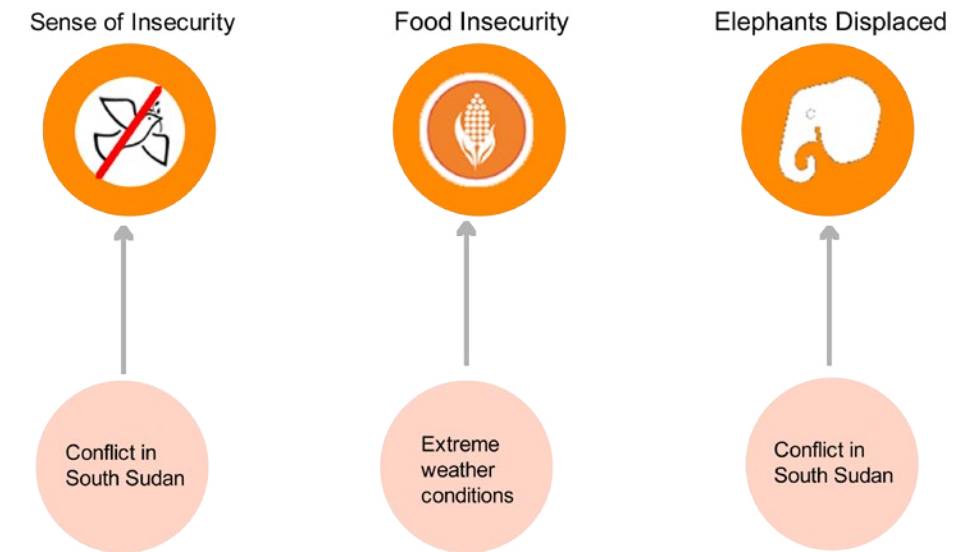 Sense of Insecurity
Food Insecurity
Elephants Displaced
Conflict in
South Sudan
Extreme
weather
conditions
Conflict in
South Sudan